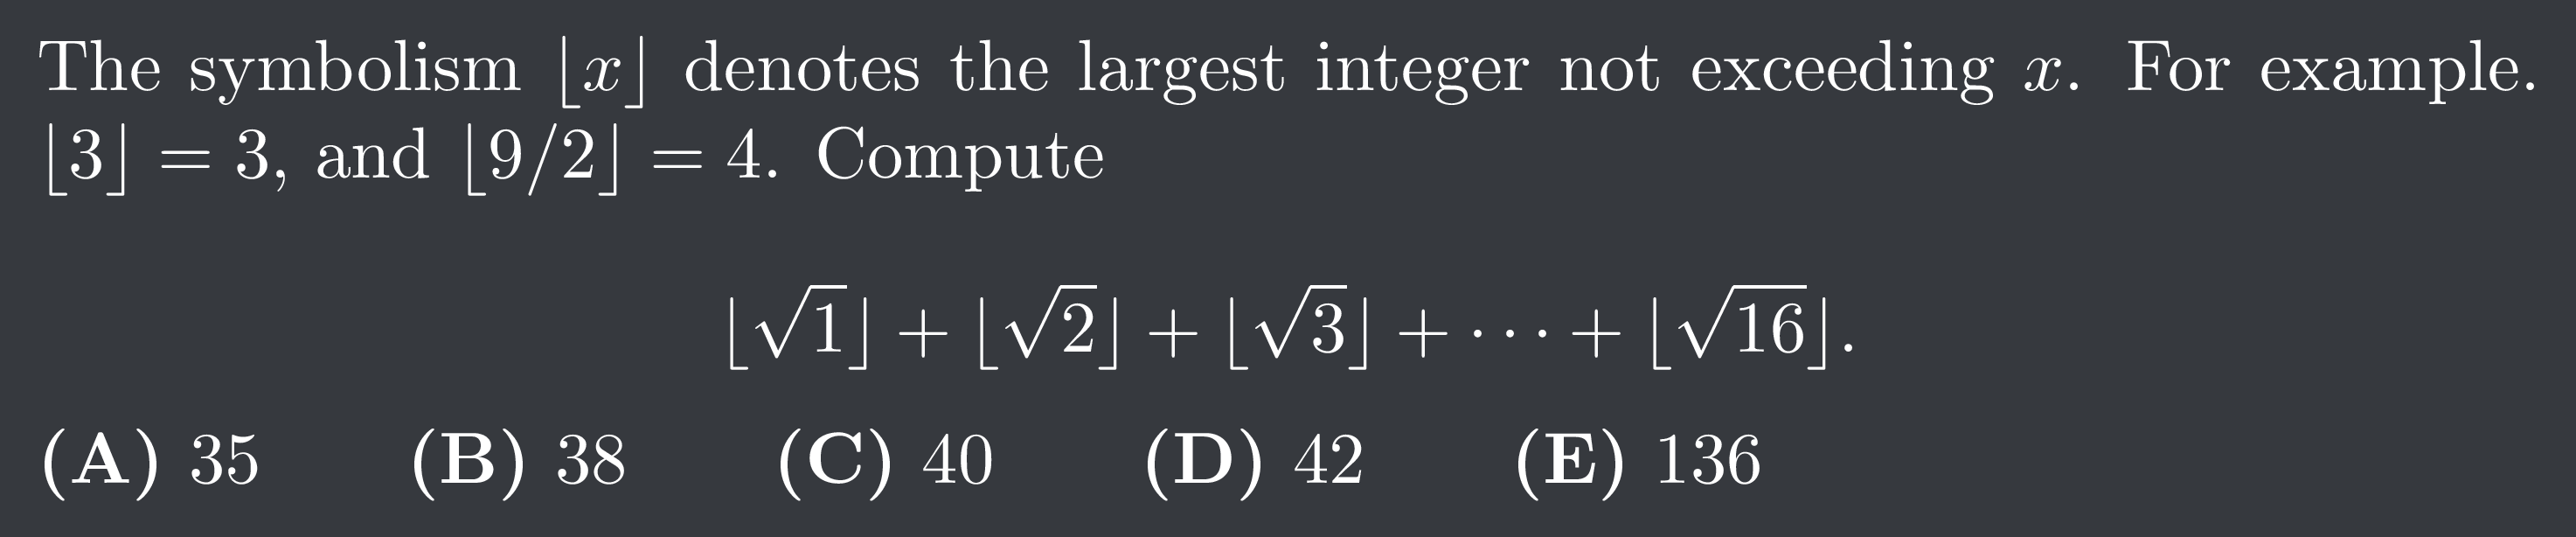 The symbolism ⌊x⌋ denotes the largest integer not exceeding x. For example.
⌊3⌋ = 3, and ⌊9/2⌋ = 4. Compute
⌊√1⌋ + ⌊√2⌋ + ⌊√3⌋ + · · · + ⌊√16⌋.
(A) 35 (B) 38 (C) 40 (D) 42 (E) 136